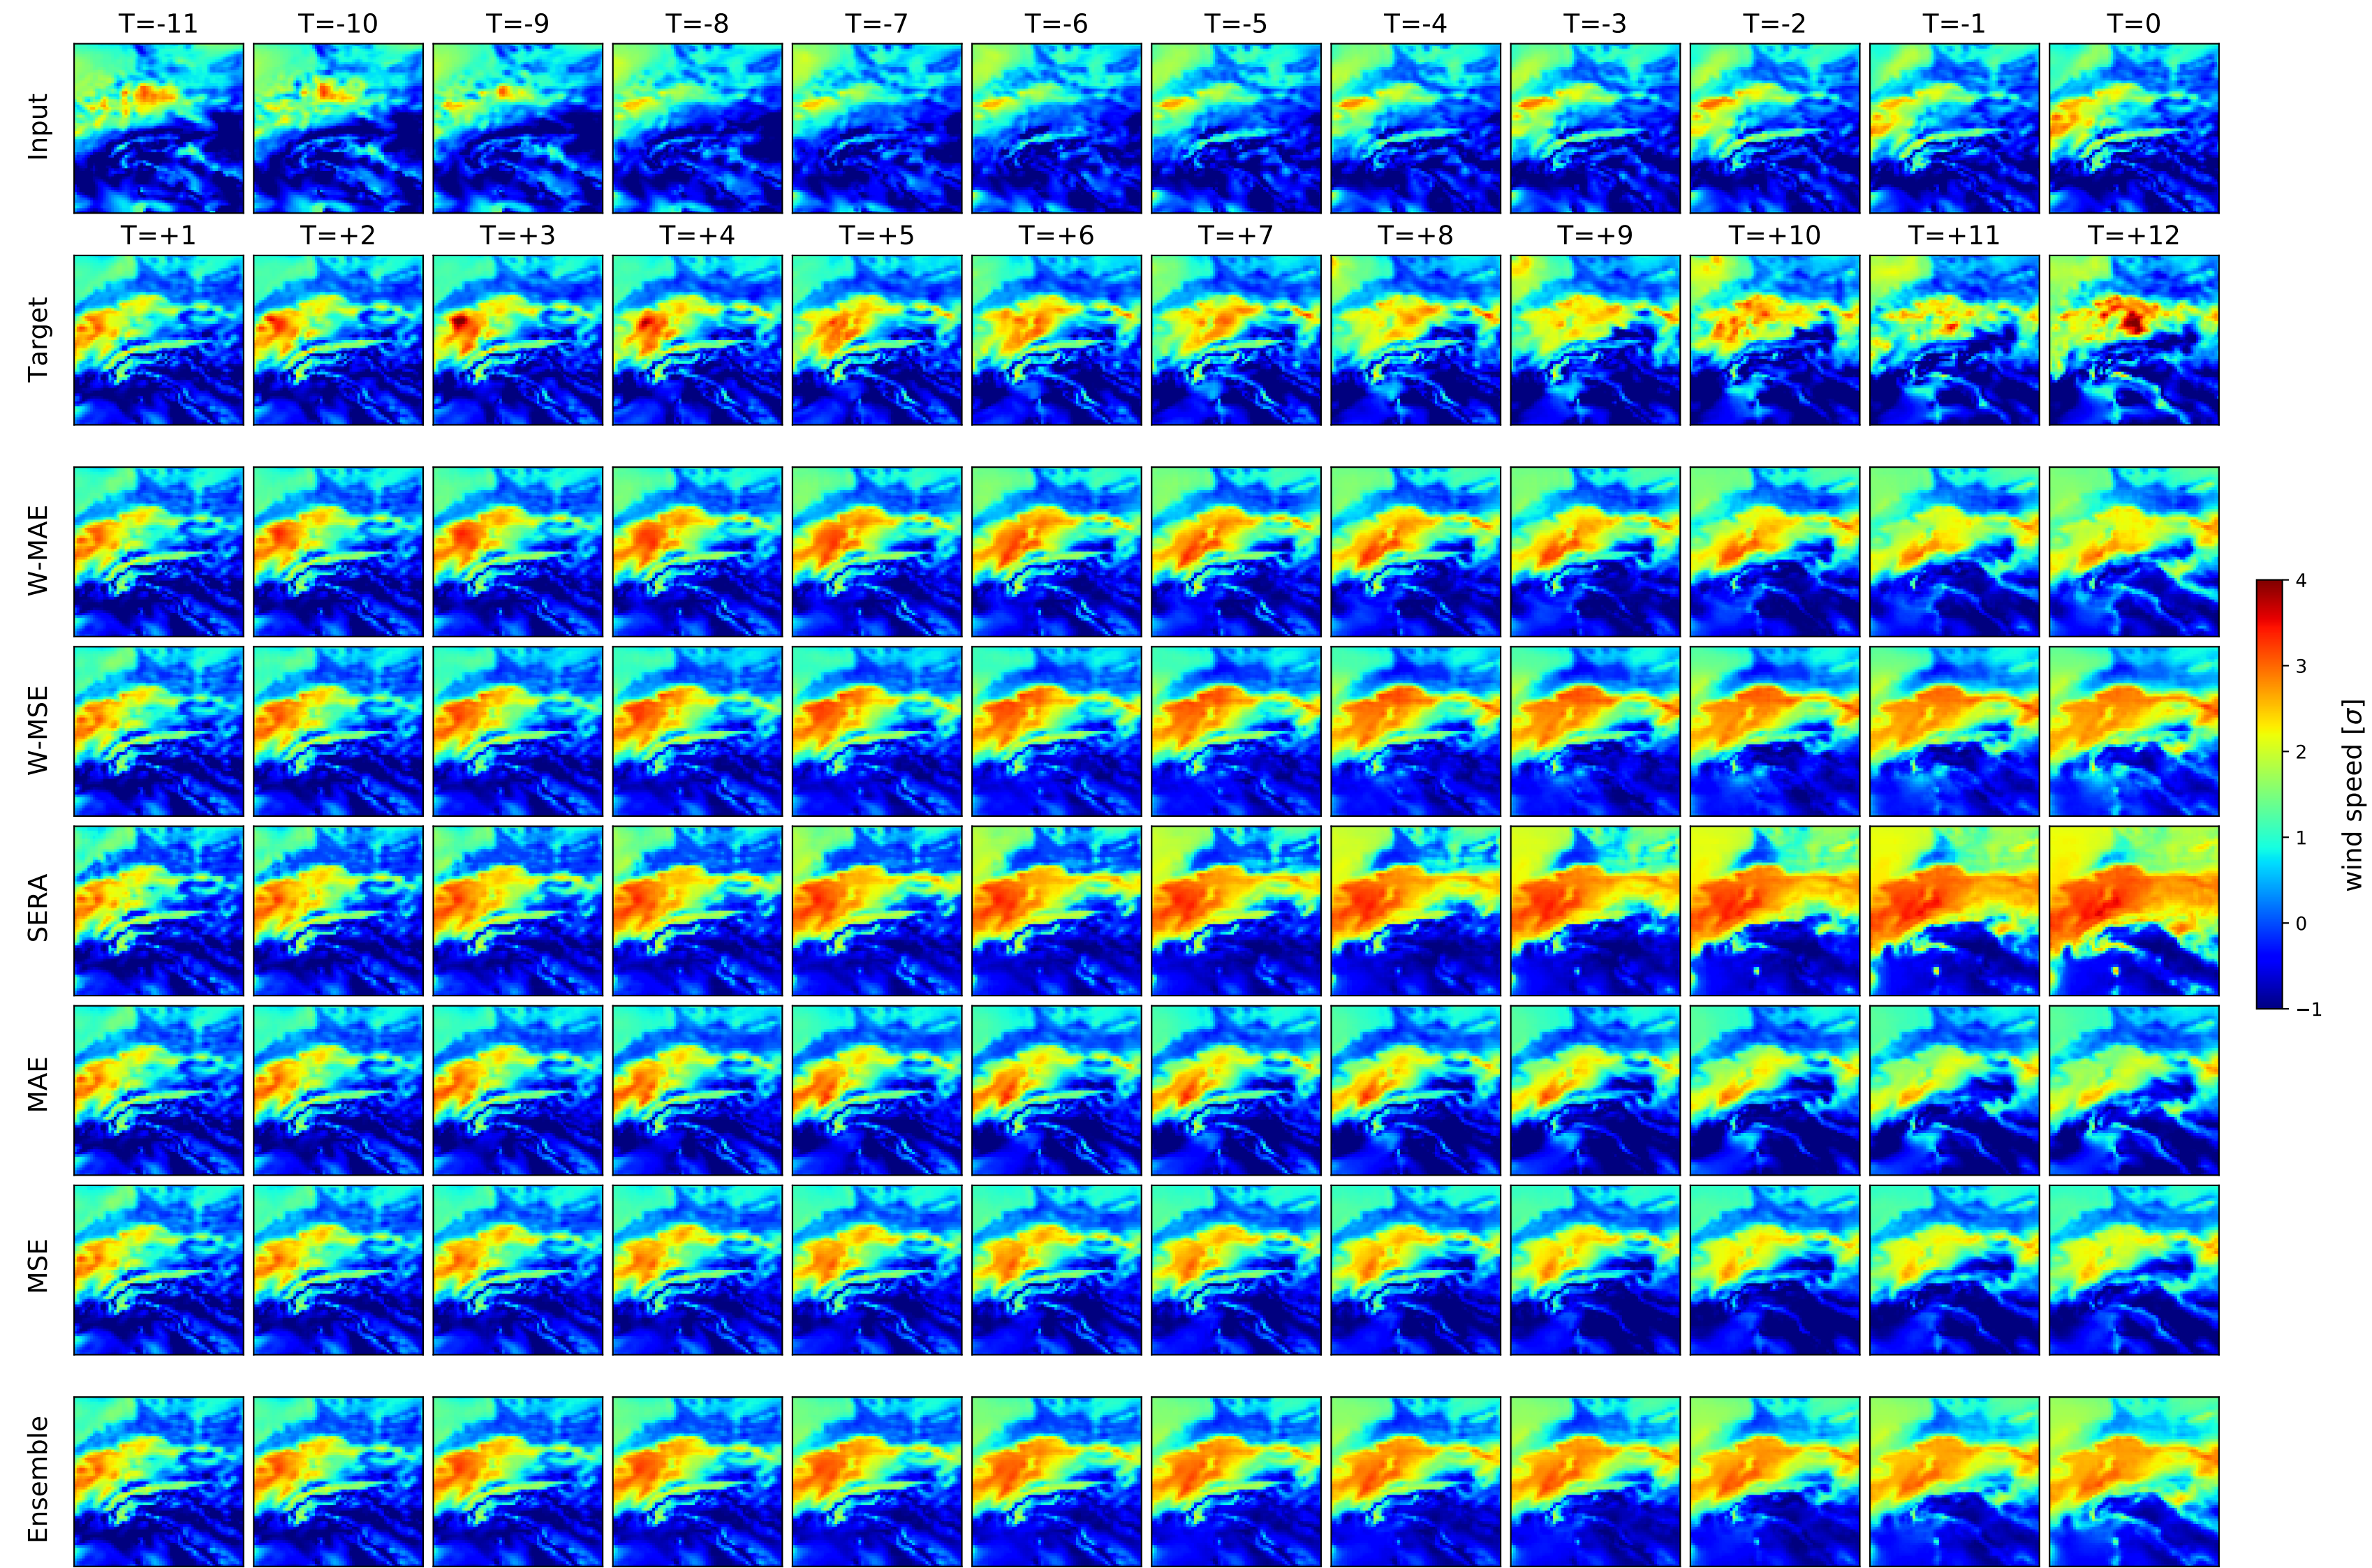 T=-11 T=-10 T=-9 T=-8 T=-7 T=-6 T=-5 T=-4 T=-3 T=-2 T=-1 T=0
Input
T=+1 T=+2 T=+3 T=+4 T=+5 T=+6 T=+7 T=+8 T=+9 T=+10 T=+11 T=+12
Target
W-MAE
W-MSE
SERA
MAE
MSE
Ensemble
4
3
2
1
0
−1
wind speed [σ]